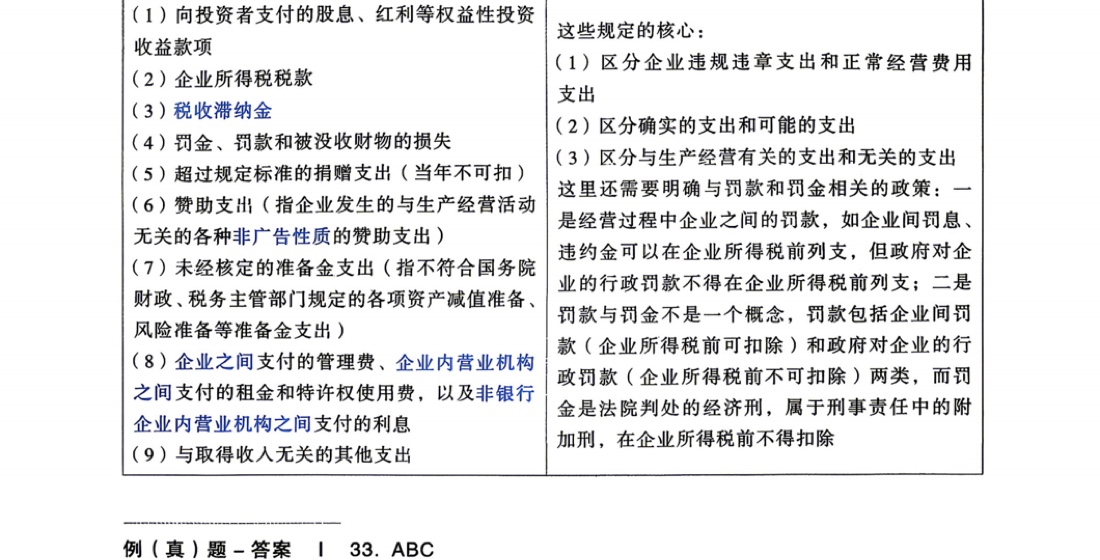 （1）向投资者支付的股息、红利等权益性投资
收益款项
（2）企业所得税税款
（3）税收滞纳金
（4）罚金、罚款和被没收财物的损失
（5）超过规定标准的捐赠支出（当年不可扣）
（6）赞助支出（指企业发生的与生产经营活动
无关的各种非广告性质的赞助支出）
（7）未经核定的准备金支出（指不符合国务院
财政、税务主管部门规定的各项资产减值准备、
风险准备等准备金支出）
（8）企业之间支付的管理费、企业内营业机构
之间支付的租金和特许权使用费，以及非银行
企业内营业机构之间支付的利息
（9）与取得收入无关的其他支出
这些规定的核心：
（1）区分企业违规违章支出和正常经营费用
支出
（2）区分确实的支出和可能的支出
（3）区分与生产经营有关的支出和无关的支出
这里还需要明确与罚款和罚金相关的政策：一
是经营过程中企业之间的罚款，如企业间罚息、
违约金可以在企业所得税前列支，但政府对企
业的行政罚款不得在企业所得税前列支；二是
罚款与罚金不是一个概念，罚款包括企业间罚
款（企业所得税前可扣除）和政府对企业的行
政罚款（企业所得税前不可扣除）两类，而罚
金是法院判处的经济刑，属于刑事责任中的附
加刑，在企业所得税前不得扣除
例（真）题－答案 | 33. ABC